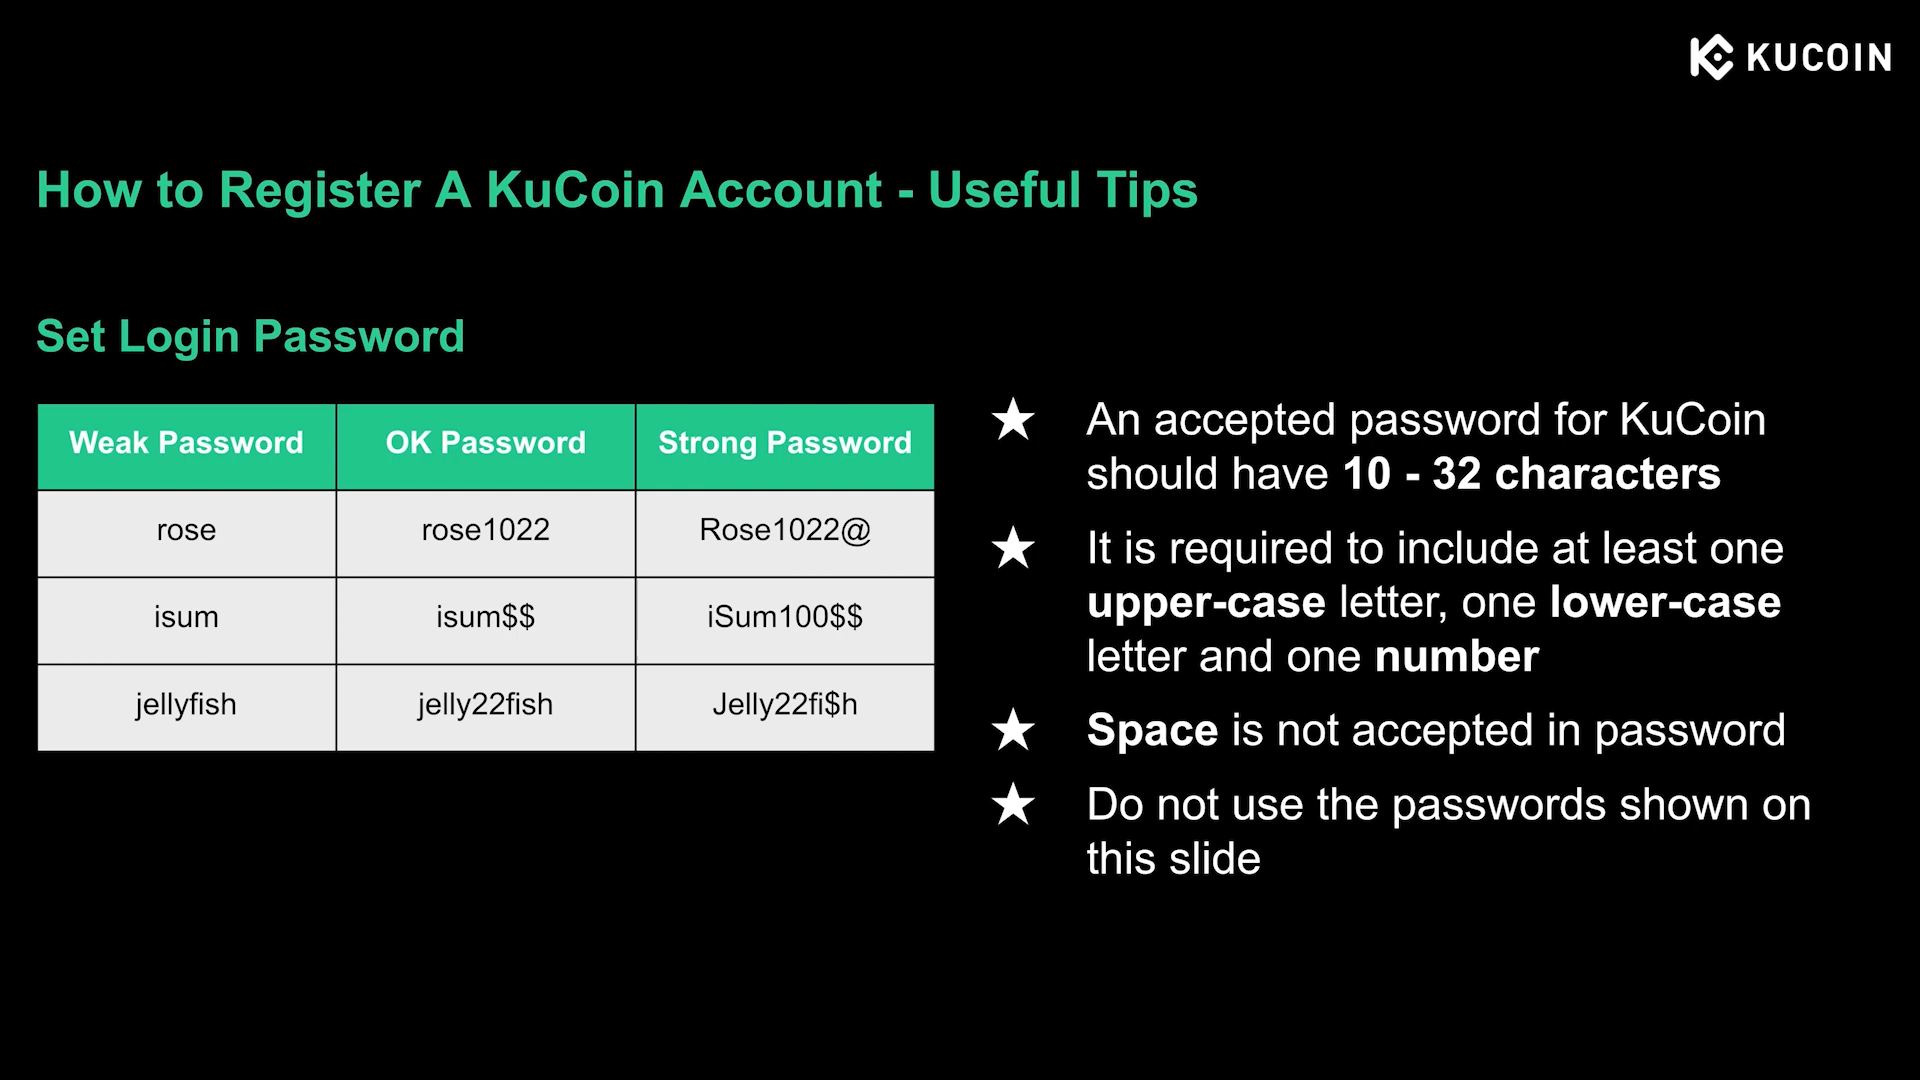 KUCOIN
How to Register A KuCoin Account - Useful Tips
Set Login Password
Weak Password OK Password Strong Password
rose rose1022 Rose1022@
isum isum$$ iSum100$$
jellyfish jelly22fish Jelly22fi$h
★ An accepted password for KuCoin
should have 10 - 32 characters
★ It is required to include at least one
upper-case letter, one lower-case
letter and one number
★ Space is not accepted in password
★ Do not use the passwords shown on
this slide